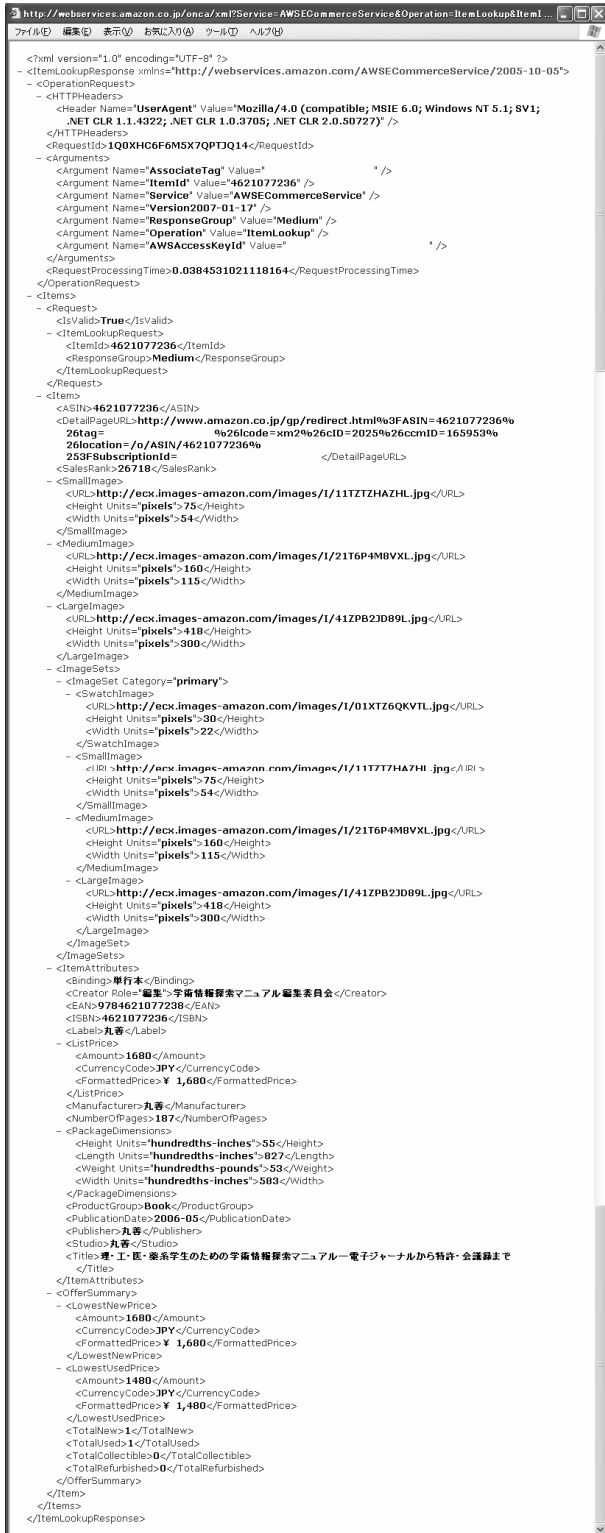 http://webservices.amazon.co.jp/onca/xml?Service=AWSECommerceService&Operation=ItemLookup&ItemI...
ファイル(F) 編集(E) 表示(V) お気に入り(A) ツール(T) ヘルプ(H)
<?xml version="1.0" encoding="UTF-8" ?>
- <ItemLookupResponse xmlns="http://webservices.amazon.com/AWSECommerceService/2005-10-05">
- <OperationRequest>
- <HTTPHeaders>
<Header Name="UserAgent" Value="Mozilla/4.0 (compatible; MSIE 6.0; Windows NT 5.1; SV1;
.NET CLR 1.1.4322; .NET CLR 1.0.3705; .NET CLR 2.0.50727)" />
</HTTPHeaders>
<RequestId>1Q0XHC6F6M5X7QPTJQ14</RequestId>
- <Arguments>
<Argument Name="AssociateTag" Value=" " />
<Argument Name="ItemId" Value="4621077236" />
<Argument Name="Service" Value="AWSECommerceService" />
<Argument Name="Version2007-01-17" />
<Argument Name="ResponseGroup" Value="Medium" />
<Argument Name="Operation" Value="ItemLookup" />
<Argument Name="AWSAccessKeyId" Value=" " />
</Arguments>
<RequestProcessingTime>0.0384531021118164</RequestProcessingTime>
</OperationRequest>
- <Items>
- <Request>
<IsValid>True</IsValid>
- <ItemLookupRequest>
<ItemId>4621077236</ItemId>
<ResponseGroup>Medium</ResponseGroup>
</ItemLookupRequest>
</Request>
- <Item>
<ASIN>4621077236</ASIN>
<DetailPageURL>http://www.amazon.co.jp/gp/redirect.html%3FASIN=4621077236%
26tag= %26lcode=xm2%26cID=2025%26ccmID=165953%
26location=/o/ASIN/4621077236%
253FSubscriptionId= </DetailPageURL>
<SalesRank>26718</SalesRank>
- <SmallImage>
<URL>http://ecx.images-amazon.com/images/I/11TZTZHAZHL.jpg</URL>
<Height Units="pixels">75</Height>
<Width Units="pixels">54</Width>
</SmallImage>
- <MediumImage>
<URL>http://ecx.images-amazon.com/images/I/21T6P4M8VXL.jpg</URL>
<Height Units="pixels">160</Height>
<Width Units="pixels">115</Width>
</MediumImage>
- <LargeImage>
<URL>http://ecx.images-amazon.com/images/I/41ZPB2JD89L.jpg</URL>
<Height Units="pixels">418</Height>
<Width Units="pixels">300</Width>
</LargeImage>
- <ImageSets>
- <ImageSet Category="primary">
- <SwatchImage>
<URL>http://ecx.images-amazon.com/images/I/01XTZ6QKVTL.jpg</URL>
<Height Units="pixels">30</Height>
<Width Units="pixels">22</Width>
</SwatchImage>
- <SmallImage>
<URL>http://ecx.images-amazon.com/images/I/11TZTZHAZHL.jpg</URL>
<Height Units="pixels">75</Height>
<Width Units="pixels">54</Width>
</SmallImage>
- <MediumImage>
<URL>http://ecx.images-amazon.com/images/I/21T6P4M8VXL.jpg</URL>
<Height Units="pixels">160</Height>
<Width Units="pixels">115</Width>
</MediumImage>
- <LargeImage>
<URL>http://ecx.images-amazon.com/images/I/41ZPB2JD89L.jpg</URL>
<Height Units="pixels">418</Height>
<Width Units="pixels">300</Width>
</LargeImage>
</ImageSet>
</ImageSets>
- <ItemAttributes>
<Binding>単行本</Binding>
<Creator Role="編集">学術情報探索マニュアル編集委員会</Creator>
<EAN>9784621077238</EAN>
<ISBN>4621077236</ISBN>
<Label>丸善</Label>
- <ListPrice>
<Amount>1680</Amount>
<CurrencyCode>JPY</CurrencyCode>
<FormattedPrice>¥ 1,680</FormattedPrice>
</ListPrice>
<Manufacturer>丸善</Manufacturer>
<NumberOfPages>187</NumberOfPages>
- <PackageDimensions>
<Height Units="hundredths-inches">55</Height>
<Length Units="hundredths-inches">827</Length>
<Weight Units="hundredths-pounds">53</Weight>
<Width Units="hundredths-inches">583</Width>
</PackageDimensions>
<ProductGroup>Book</ProductGroup>
<PublicationDate>2006-05</PublicationDate>
<Publisher>丸善</Publisher>
<Studio>丸善</Studio>
<Title>理・工・医・薬系学生のための学術情報探索マニュアル―電子ジャーナルから特許・会議録まで
</Title>
</ItemAttributes>
- <OfferSummary>
- <LowestNewPrice>
<Amount>1680</Amount>
<CurrencyCode>JPY</CurrencyCode>
<FormattedPrice>¥ 1,680</FormattedPrice>
</LowestNewPrice>
- <LowestUsedPrice>
<Amount>1480</Amount>
<CurrencyCode>JPY</CurrencyCode>
<FormattedPrice>¥ 1,480</FormattedPrice>
</LowestUsedPrice>
<TotalNew>1</TotalNew>
<TotalUsed>1</TotalUsed>
<TotalCollectible>0</TotalCollectible>
<TotalRefurbished>0</TotalRefurbished>
</OfferSummary>
</Item>
</Items>
</ItemLookupResponse>